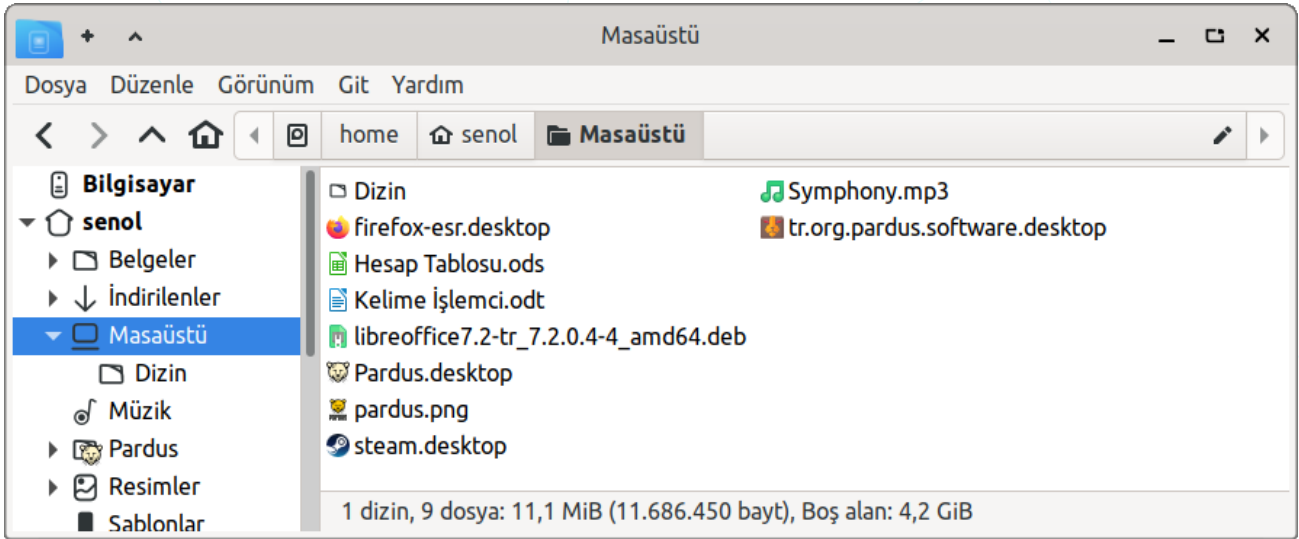 Masaüstü
Dosya Düzenle Görünüm Git Yardım
home senol Masaüstü
Bilgisayar
senol
Belgeler
İndirilenler
Masaüstü
Dizin
Müzik
Pardus
Resimler
Sablonlar
Dizin
firefox-esr.desktop
Hesap Tablosu.ods
Kelime İşlemci.odt
libreoffice7.2-tr_7.2.0.4-4_amd64.deb
Pardus.desktop
pardus.png
steam.desktop
Symphony.mp3
tr.org.pardus.software.desktop
1 dizin, 9 dosya: 11,1 MiB (11.686.450 bayt), Boş alan: 4,2 GiB